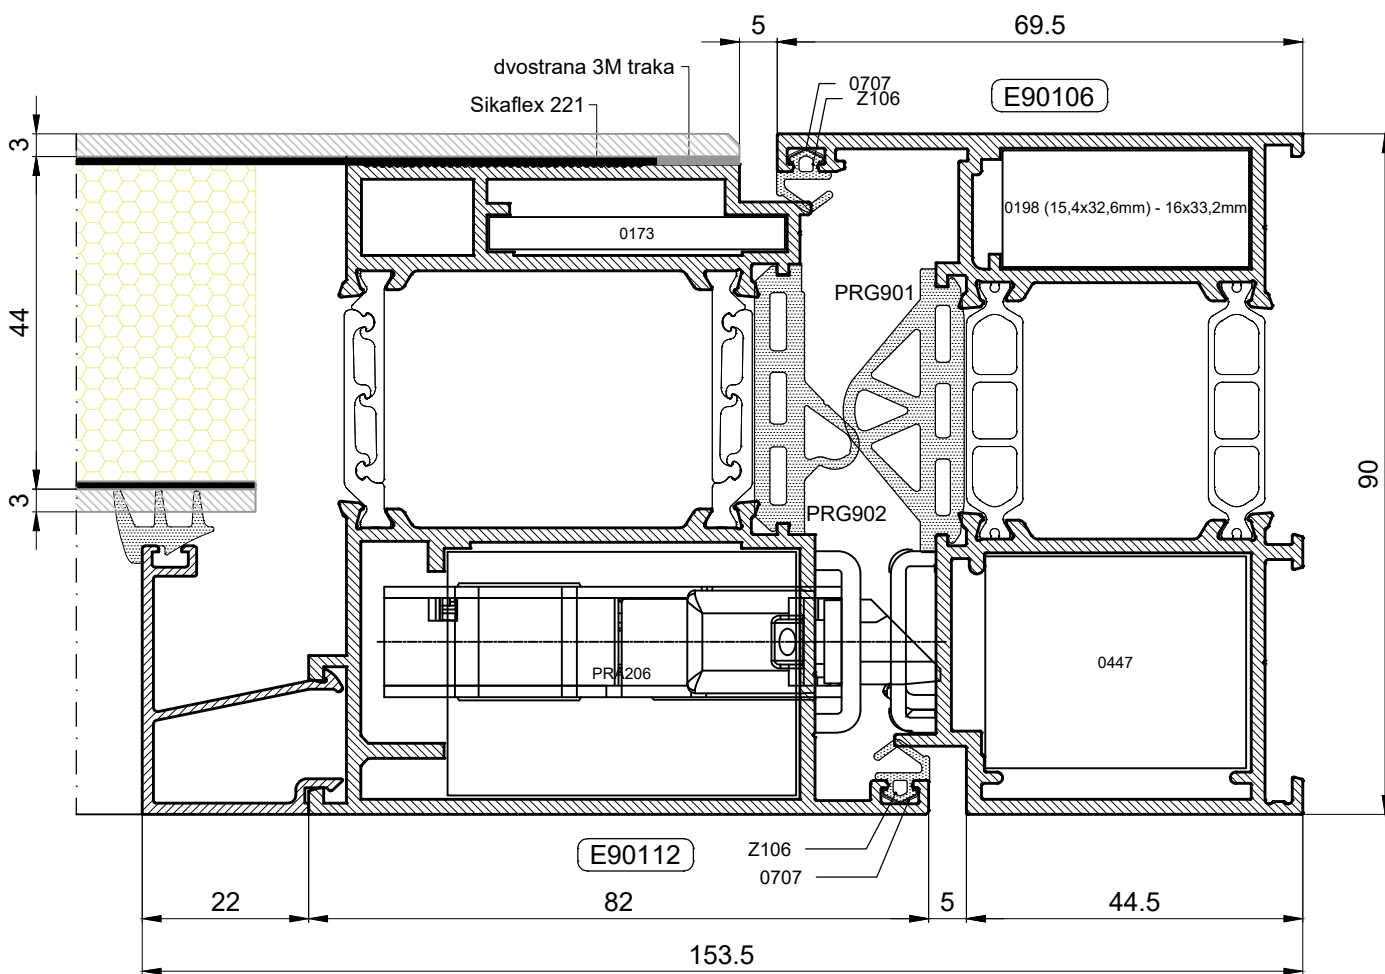 5
69.5
dvostrana 3M traka
0707
Z106
E90106
Sikaflex 221
3
0198 (15,4x32,6mm) - 16x33,2mm
0173
PRG901
44
90
3
PRG902
0447
PRA206
Z106
E90112
0707
22
82
5
44.5
153.5